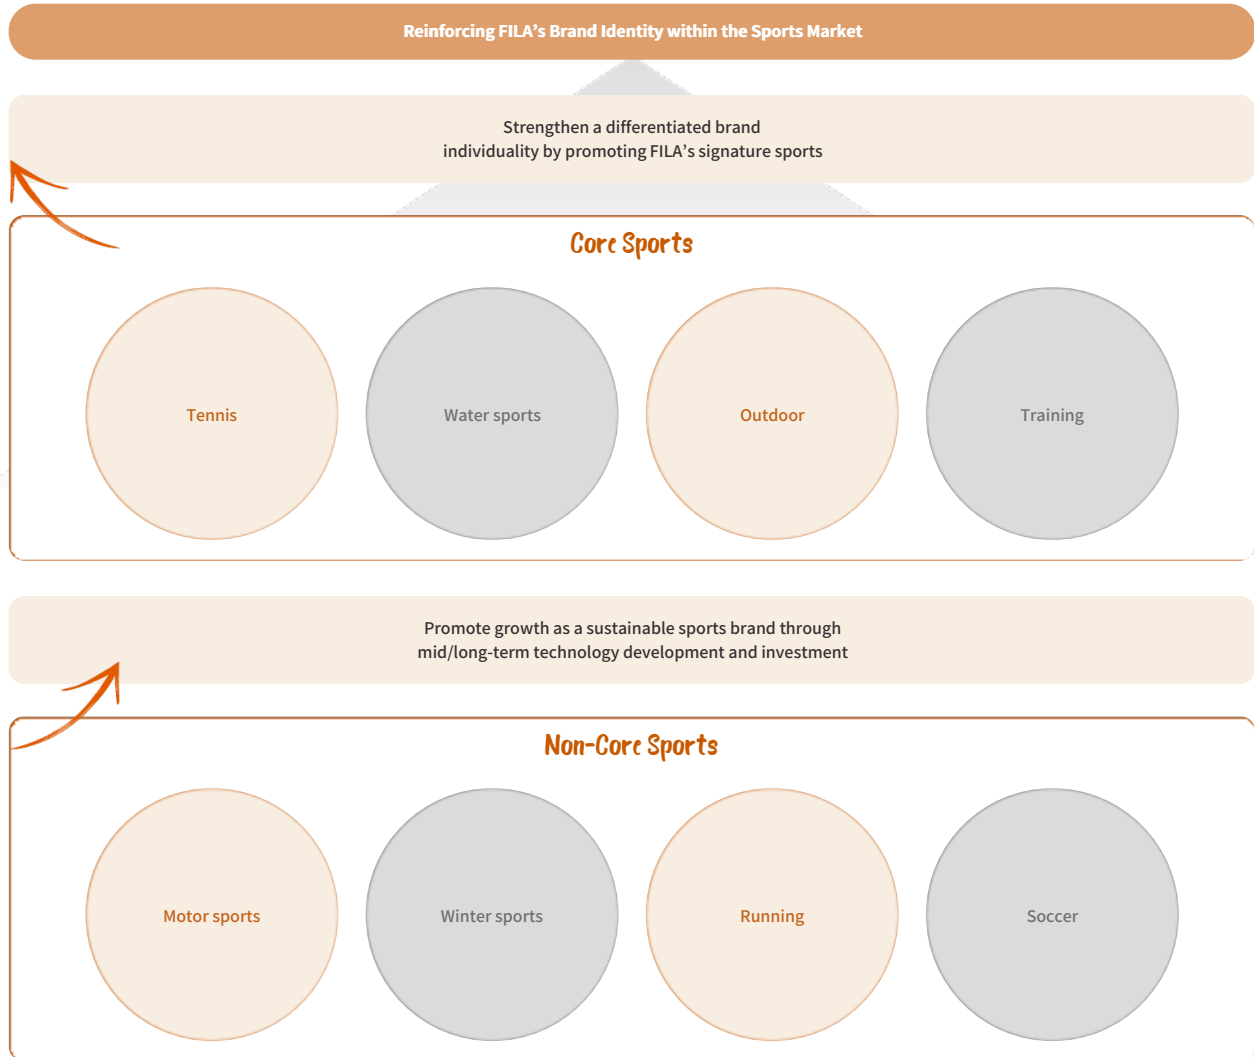 Reinforcing FILA’s Brand Identity within the Sports Market
Strengthen a differentiated brand
individuality by promoting FILA’s signature sports
Core Sports
Tennis
Water sports
Outdoor
Training
Promote growth as a sustainable sports brand through
mid/long-term technology development and investment
Non-Core Sports
Motor sports
Winter sports
Running
Soccer